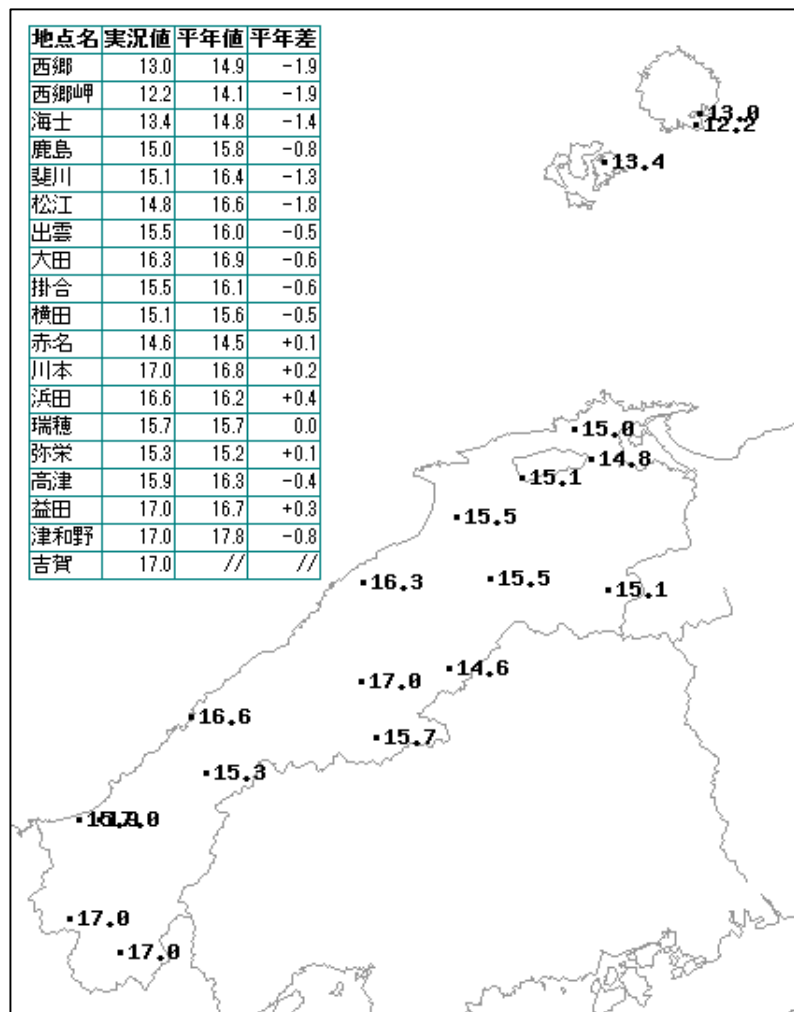 地点名 実況値 平年値 平年差
西郷 13.0 14.9 -1.9
西郷岬 12.2 14.1 -1.9
海士 13.4 14.8 -1.4
鹿島 15.0 15.8 -0.8
斐川 15.1 16.4 -1.3
松江 14.8 16.6 -1.8
出雲 15.5 16.0 -0.5
大田 16.3 16.9 -0.6
掛合 15.5 16.1 -0.6
横田 15.1 15.6 -0.5
赤名 14.6 14.5 +0.1
川本 17.0 16.8 +0.2
浜田 16.6 16.2 +0.4
瑞穂 15.7 15.7 0.0
弥栄 15.3 15.2 +0.1
高津 15.9 16.3 -0.4
益田 17.0 16.7 +0.3
津和野 17.0 17.8 -0.8
吉賀 17.0 // //
13.0
12.2
13.4
15.0
14.8
15.1
15.5
16.3
15.5
15.1
14.6
17.0
16.6
15.7
15.3
15.9
17.0
17.0
17.0